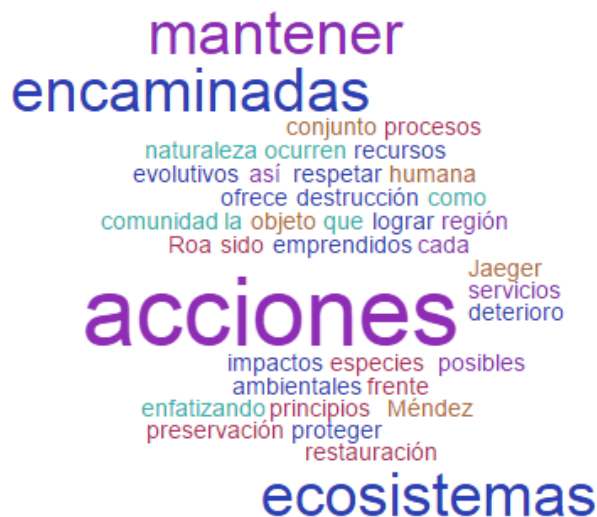 mantener
encaminadas
conjunto procesos
naturaleza ocurren recursos
evolutivos así respetar humana
ofrece destrucción como
comunidad la objeto que lograr región
Roa sido emprendidos cada
Jaeger
acciones servicios
deterioro
impactos especies posibles
ambientales frente
enfatizando principios Méndez
preservación proteger
restauración
ecosistemas